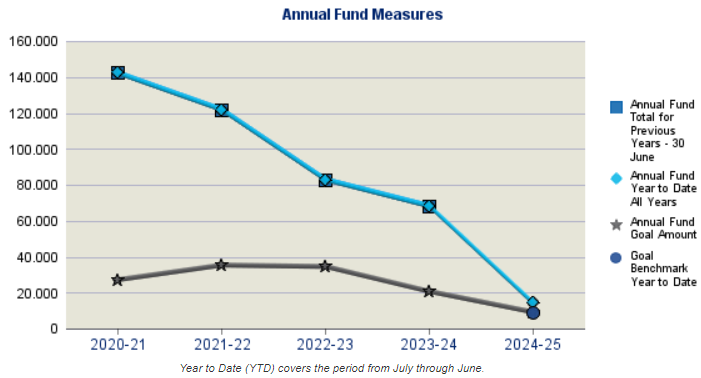 Annual Fund Measures
160.000
140.000
120.000
100.000
80.000
60.000
40.000
20.000
0
2020-21
2021-22
2022-23
2023-24
2024-25
Annual Fund
Total for
Previous
Years - 30
June
Annual Fund
Year to Date
All Years
Annual Fund
Goal Amount
Goal
Benchmark
Year to Date
Year to Date (YTD) covers the period from July through June.